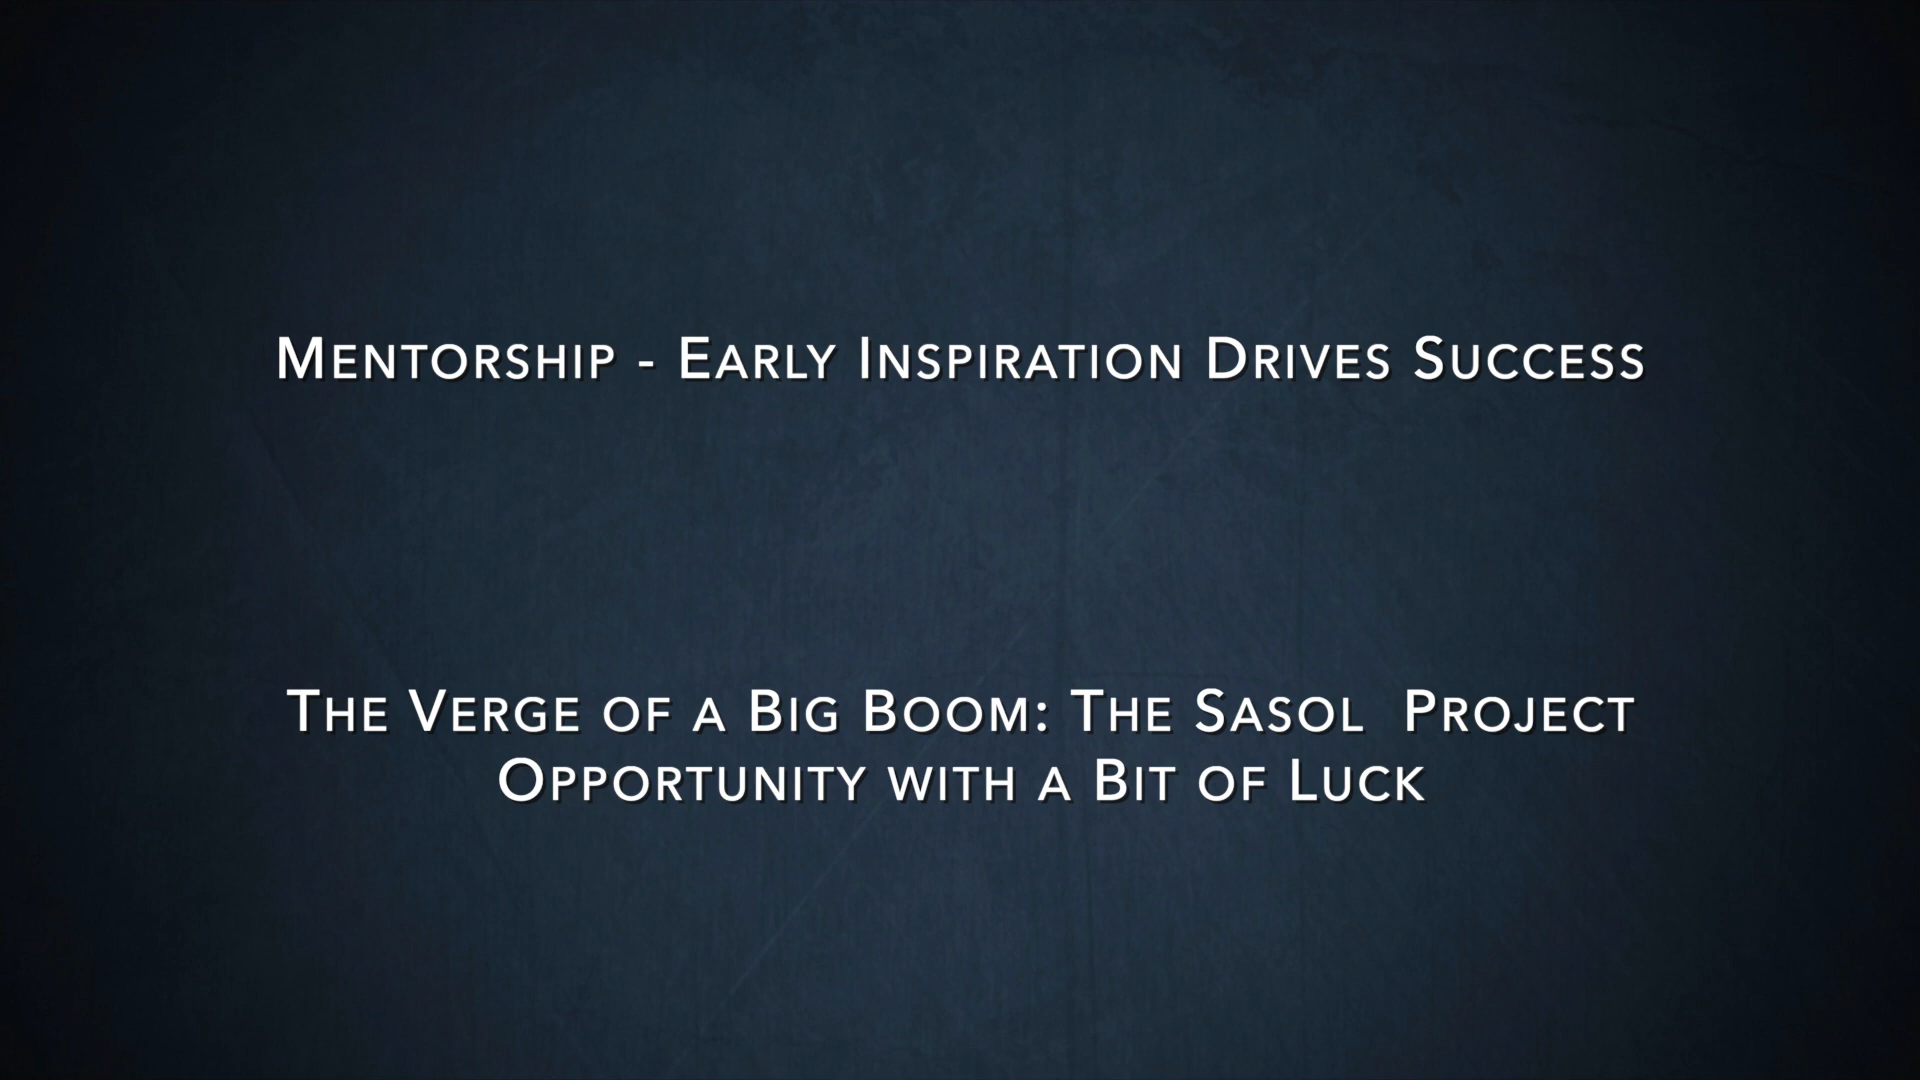 Mentorship - Early Inspiration Drives Success
The Verge of a Big Boom: The Sasol  Project
Opportunity with a Bit of Luck